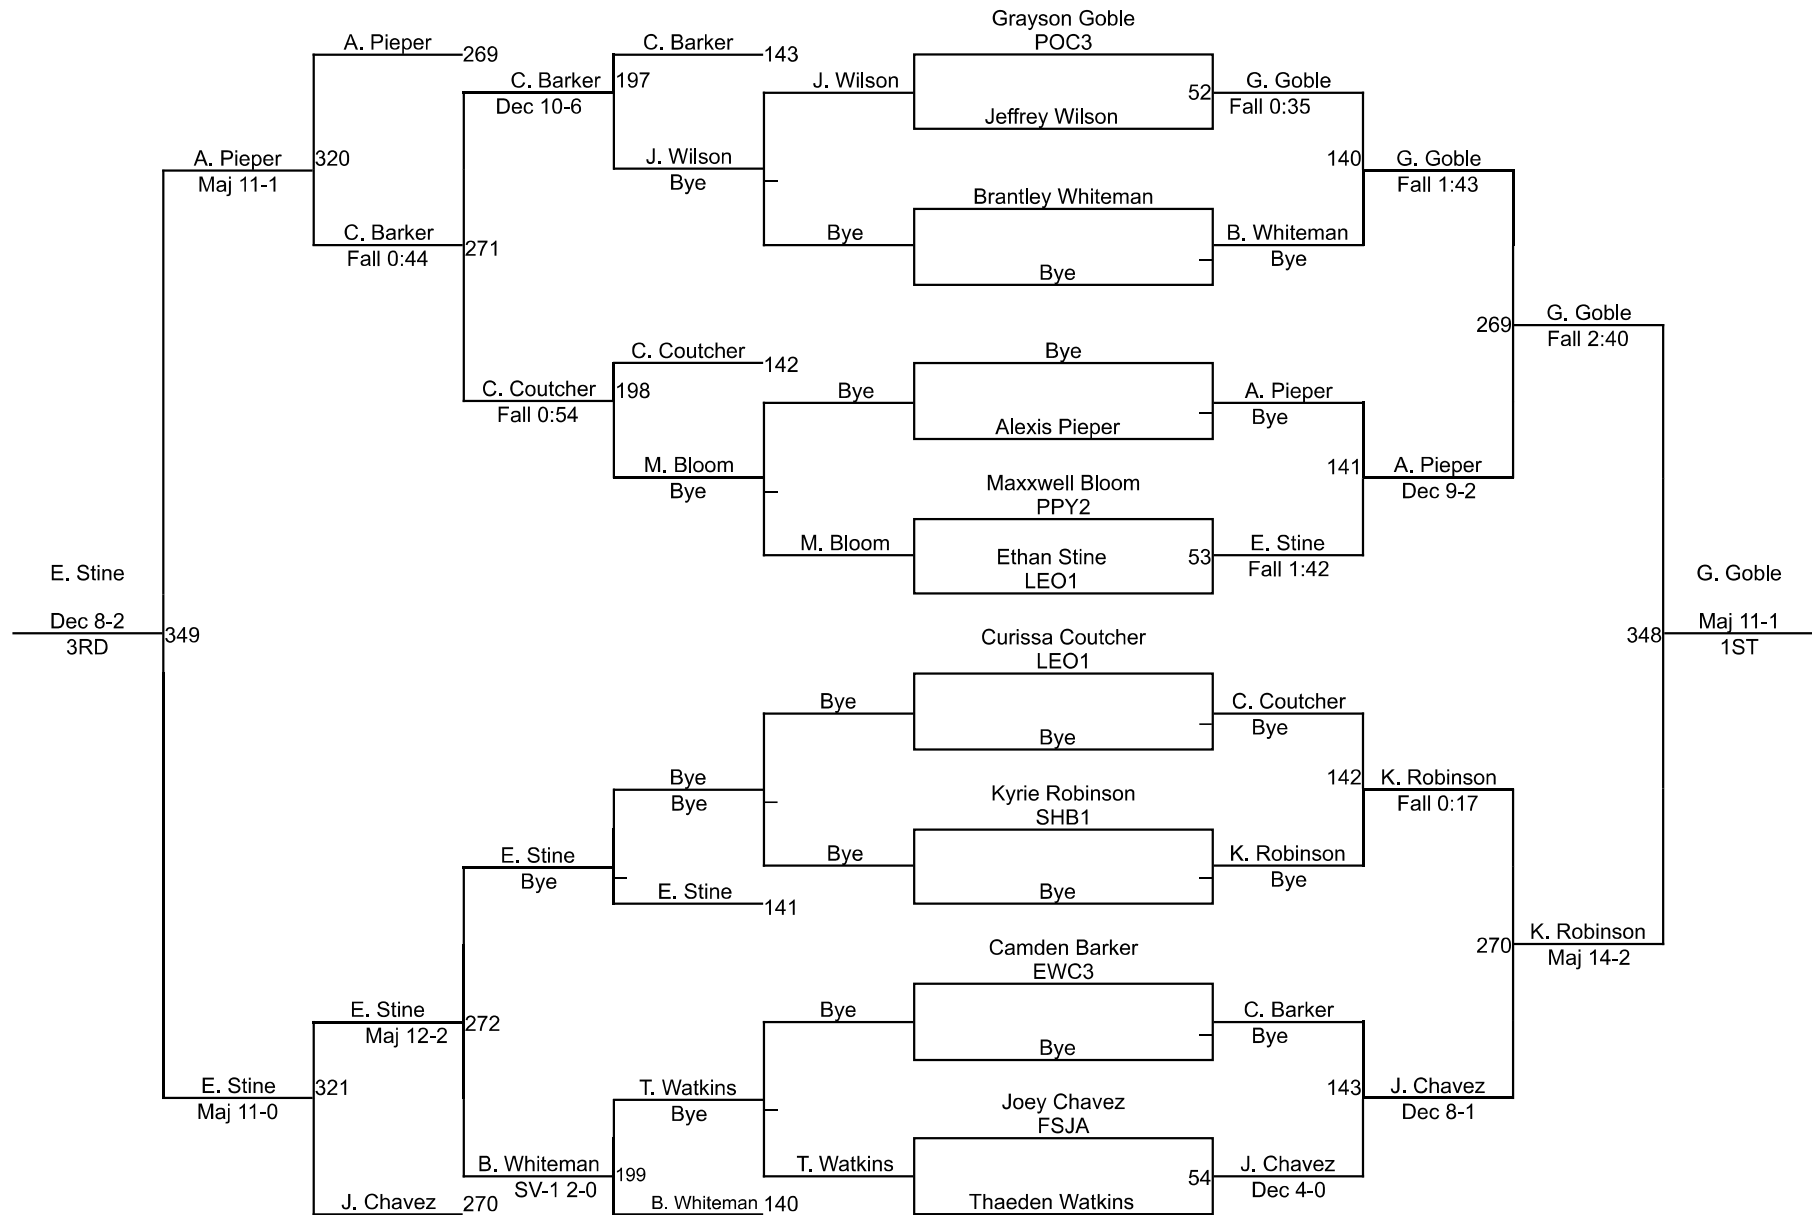 Grayson Goble
POC3
A. Pieper
269
C. Barker
143
C. Barker
197
Dec 10-6
J. Wilson
52
G. Goble
Fall 0:35
Jeffrey Wilson
A. Pieper
320
Maj 11-1
J. Wilson
Bye
140
G. Goble
Fall 1:43
Brantley Whiteman
C. Barker
271
Fall 0:44
Bye
B. Whiteman
Bye
Bye
269
G. Goble
Fall 2:40
C. Coutcher
142
Bye
C. Coutcher
198
Fall 0:54
Bye
A. Pieper
Bye
Alexis Pieper
M. Bloom
Bye
141
A. Pieper
Dec 9-2
Maxxwell Bloom
PPY2
M. Bloom
Ethan Stine
LEO1
53
E. Stine
Fall 1:42
E. Stine
Dec 8-2
3RD
349
G. Goble
348
Maj 11-1
1ST
Curissa Coutcher
LEO1
Bye
C. Coutcher
Bye
Bye
Bye
Bye
142
K. Robinson
Fall 0:17
Kyrie Robinson
SHB1
E. Stine
Bye
Bye
K. Robinson
Bye
Bye
E. Stine
141
270
K. Robinson
Maj 14-2
Camden Barker
EWC3
E. Stine
272
Maj 12-2
Bye
C. Barker
Bye
Bye
E. Stine
321
Maj 11-0
T. Watkins
Bye
143
J. Chavez
Dec 8-1
Joey Chavez
FSJA
B. Whiteman
199
SV-1 2-0
T. Watkins
54
J. Chavez
Dec 4-0
J. Chavez
270
B. Whiteman
140
Thaeden Watkins